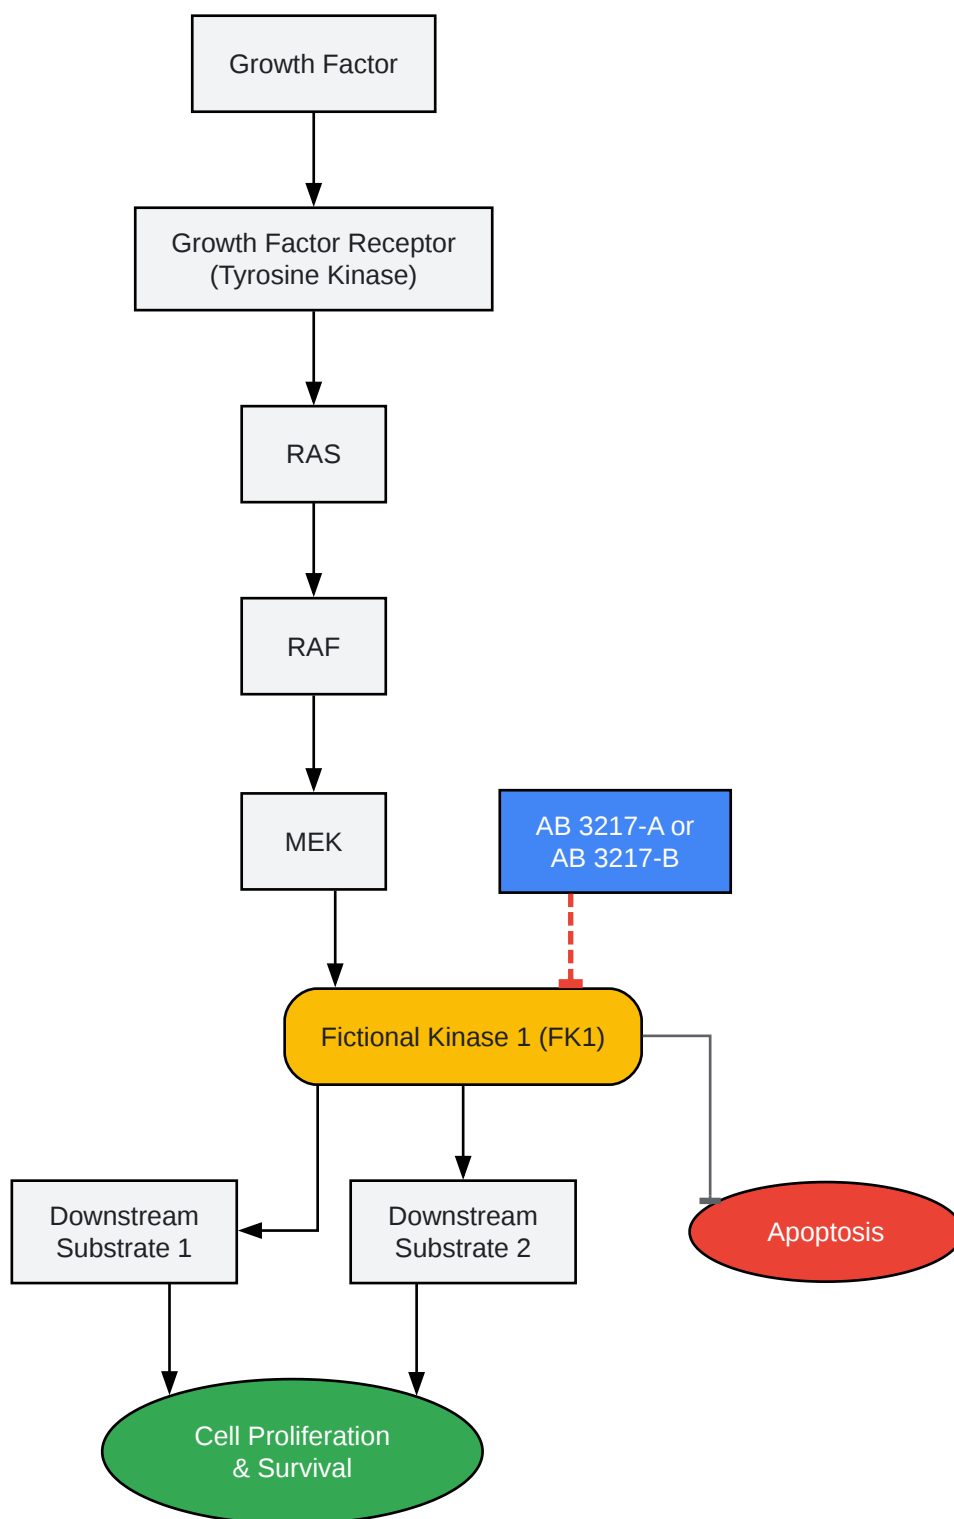 Growth Factor
Growth Factor Receptor
(Tyrosine Kinase)
RAS
RAF
MEK
AB 3217-A or
AB 3217-B
Fictional Kinase 1 (FK1)
Downstream
Substrate 1
Downstream
Substrate 2
Apoptosis
Cell Proliferation
& Survival